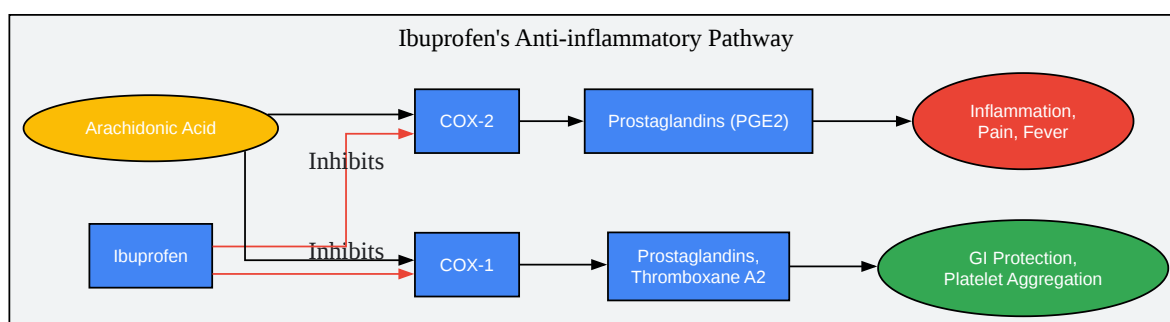 Ibuprofen's Anti-inflammatory Pathway
Arachidonic Acid
COX-2
Prostaglandins (PGE2)
Inflammation,
Pain, Fever
Inhibits
Ibuprofen
Inhibits
COX-1
Prostaglandins,
Thromboxane A2
GI Protection,
Platelet Aggregation